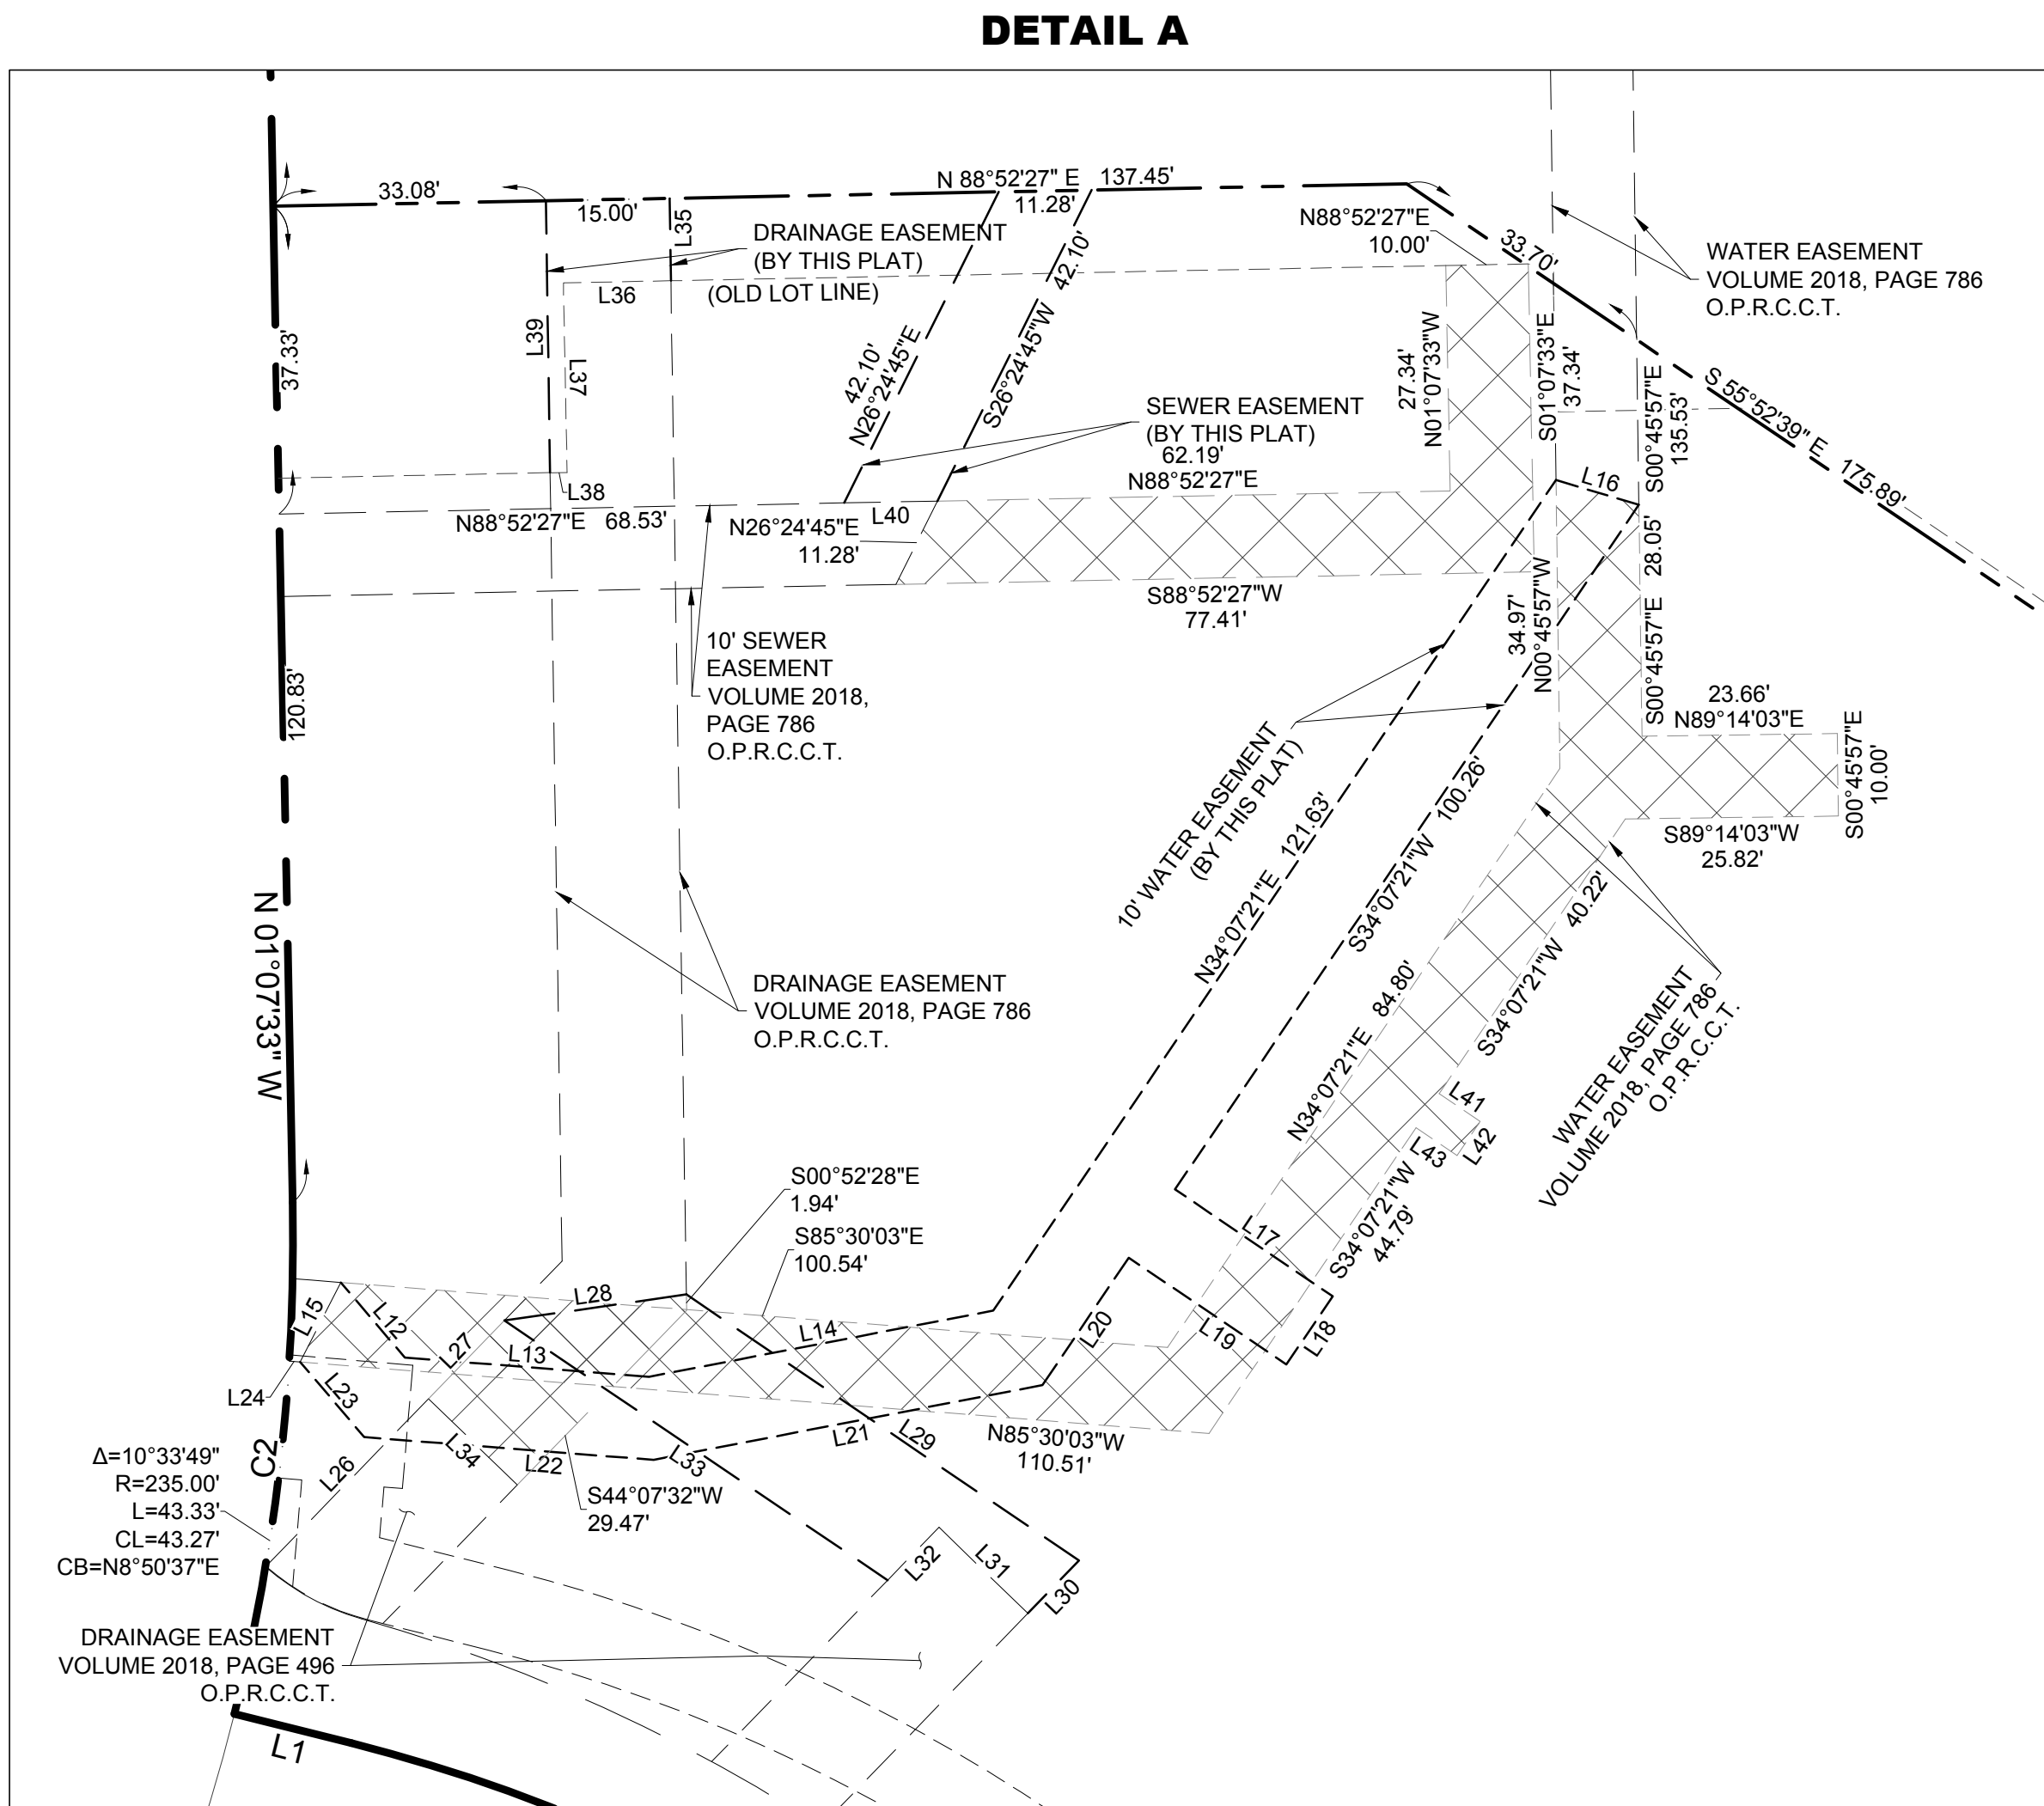 DETAIL A
33.08'
N 88°52'27" E 137.45'
15.00'
11.28'
L35
DRAINAGE EASEMENT
(BY THIS PLAT)
N88°52'27"E
10.00'
33.70'
WATER EASEMENT
VOLUME 2018, PAGE 786
O.P.R.C.C.T.
L36
(OLD LOT LINE)
37.33'
L39
L37
42.10'
N26°24'45"E
S26°24'45"W 42.10'
27.34'
N01°07'33"W
S01°07'33"E
37.34'
S00°45'57"E
135.53'
S 55°52'39" E 175.89'
SEWER EASEMENT
(BY THIS PLAT)
62.19'
N88°52'27"E
L16
L38
N88°52'27"E 68.53'
L40
N26°24'45"E
11.28'
S88°52'27"W
77.41'
34.97'
N00°45'57"W
S00°45'57"E 28.05'
120.83'
10' SEWER
EASEMENT
VOLUME 2018,
PAGE 786
O.P.R.C.C.T.
23.66'
N89°14'03"E
S00°45'57"E
10.00'
S89°14'03"W
25.82'
10' WATER EASEMENT
(BY THIS PLAT)
N34°07'21"E 121.63'
S34°07'21"W 100.26'
N 01°07'33" W
DRAINAGE EASEMENT
VOLUME 2018, PAGE 786
O.P.R.C.C.T.
N34°07'21"E 84.80'
S34°07'21"W 40.22'
WATER EASEMENT
VOLUME 2018, PAGE 786
O.P.R.C.C.T.
L41
L42
L43
S34°07'21"W
44.79'
S00°52'28"E
1.94'
S85°30'03"E
100.54'
L17
L28
L15
L12
L27
L13
L14
L20
L19
L18
L24
L23
L34
L22
L33
L21
L29
N85°30'03"W
110.51'
C2
L26
Δ=10°33'49"
R=235.00'
L=43.33'
CL=43.27'
CB=N8°50'37"E
S44°07'32"W
29.47'
L32
L31
L30
DRAINAGE EASEMENT
VOLUME 2018, PAGE 496
O.P.R.C.C.T.
L1